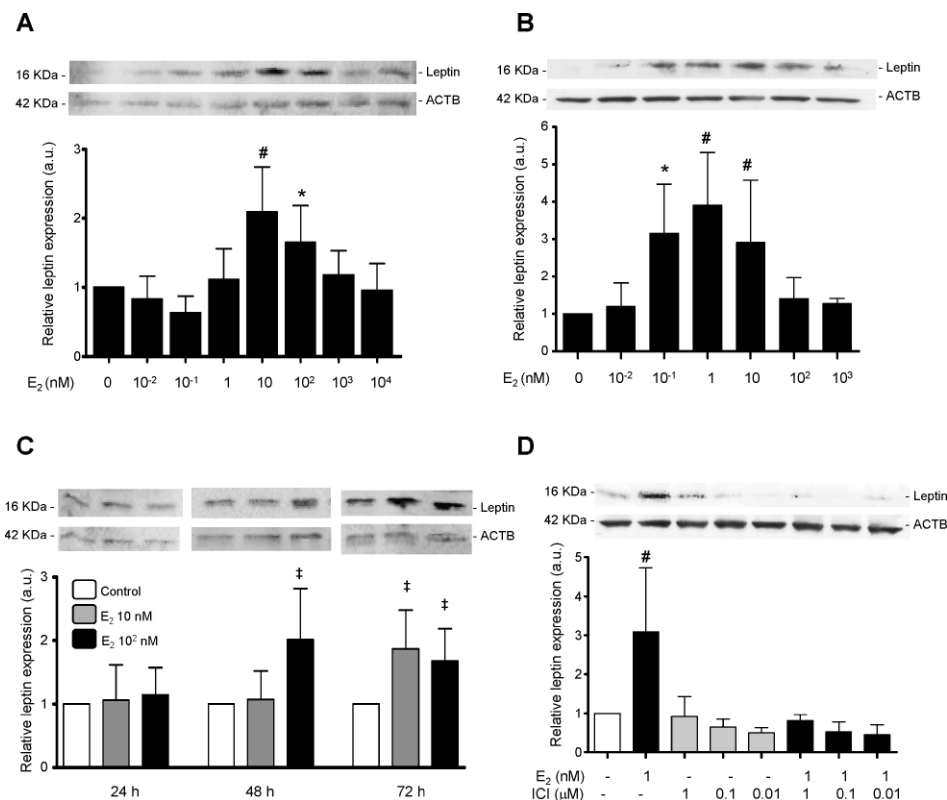 A
16 KDa - - Leptin
42 KDa - - ACTB
Relative leptin expression (a.u.)
3
2
1
0
#
*
E₂ (nM) 0 10⁻² 10⁻¹ 1 10 10² 10³ 10⁴
B
16 KDa - - Leptin
42 KDa - - ACTB
Relative leptin expression (a.u.)
6
5
4
3
2
1
0
*
#
#
E₂ (nM) 0 10⁻² 10⁻¹ 1 10 10² 10³
C
16 KDa - - Leptin
42 KDa - - ACTB
Relative leptin expression (a.u.)
3
2
1
0
Control
E₂ 10 nM
E₂ 10² nM
‡
‡
‡
24 h 48 h 72 h
D
16 KDa - - Leptin
42 KDa - - ACTB
Relative leptin expression (a.u.)
5
4
3
2
1
0
#
E₂ (nM) - 1 - - - 1 1 1
ICI (µM) - - 1 0.1 0.01 1 0.1 0.01